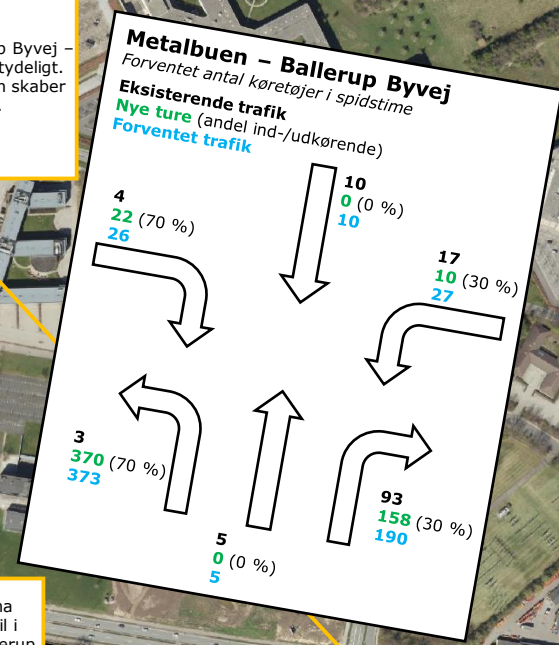 Byvej –
tydeligt.
skaber
Metalbuen – Ballerup Byvej
Forventet antal køretøjer i spidstime
Eksisterende trafik
Nye ture (andel ind-/udkørende)
Forventet trafik
10
0 (0 %)
10
4
22 (70 %)
26
17
10 (30 %)
27
3
370 (70 %)
373
93
158 (30 %)
190
5
0 (0 %)
5
il i